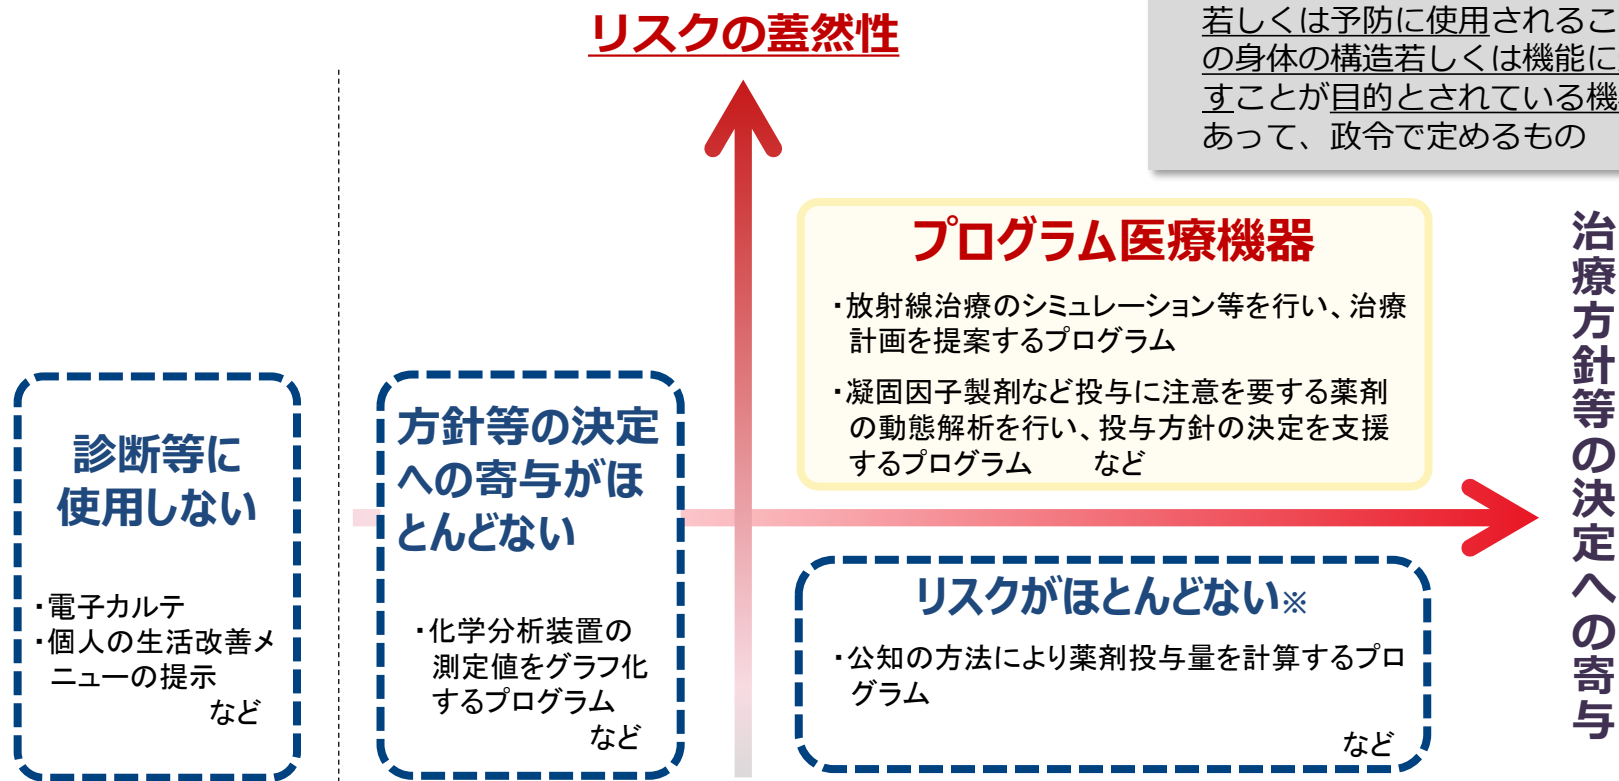 リスクの蓋然性
若しくは予防に使用されるこ
の身体の構造若しくは機能に
すことが目的とされている機
あって、政令で定めるもの
プログラム医療機器
・放射線治療のシミュレーション等を行い、治療
計画を提案するプログラム
・凝固因子製剤など投与に注意を要する薬剤
の動態解析を行い、投与方針の決定を支援
するプログラム など
治療方針等の決定への寄与
診断等に
使用しない
・電子カルテ
・個人の生活改善メ
ニューの提示
など
方針等の決定
への寄与がほ
とんどない
・化学分析装置の
測定値をグラフ化
するプログラム
など
リスクがほとんどない※
・公知の方法により薬剤投与量を計算するプロ
グラム
など